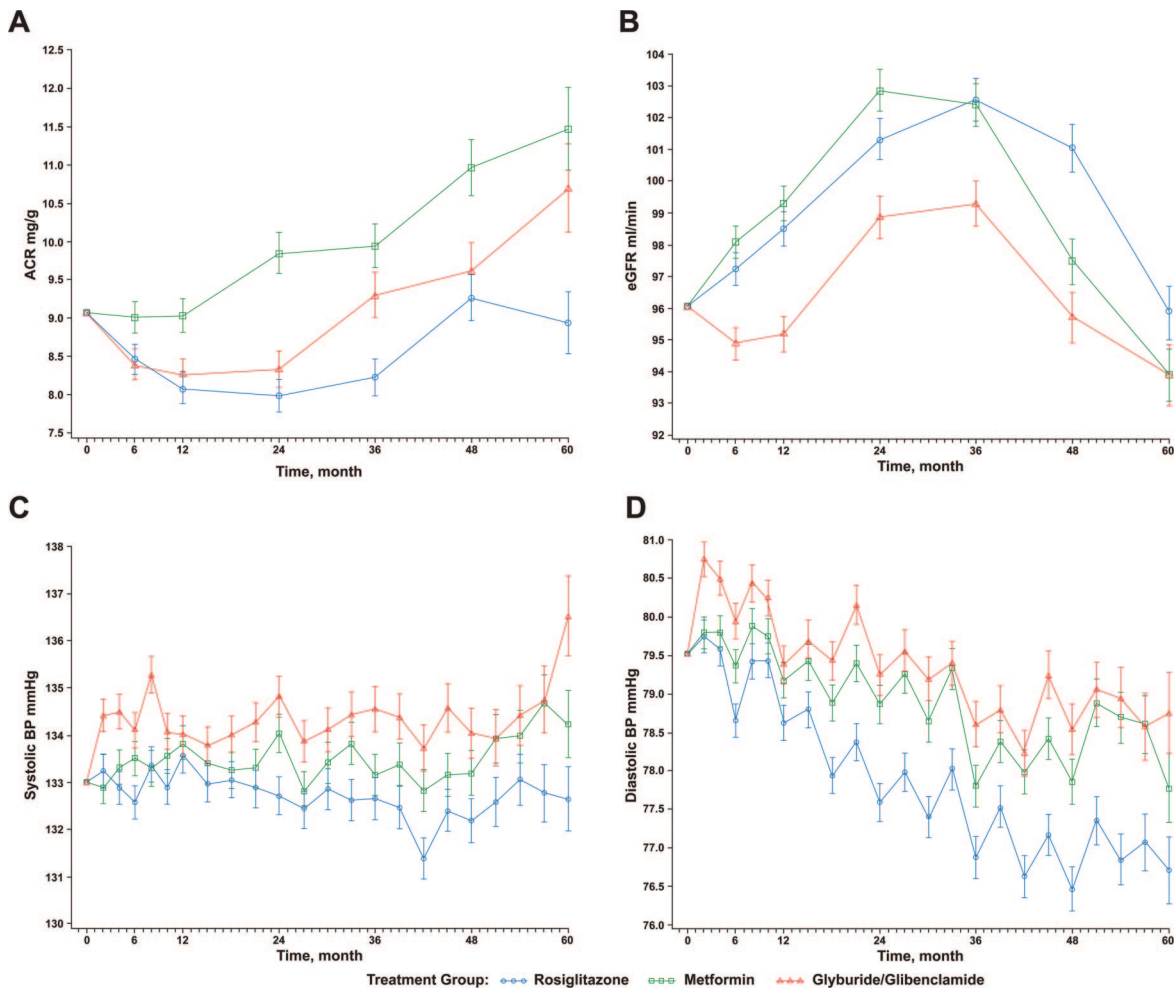 A
ACR mg/g
12.5
12.0
11.5
11.0
10.5
10.0
9.5
9.0
8.5
8.0
7.5
0 6 12 24 36 48 60
Time, month
B
eGFR ml/min
104
103
102
101
100
99
98
97
96
95
94
93
92
0 6 12 24 36 48 60
Time, month
C
Systolic BP mmHg
138
137
136
135
134
133
132
131
130
0 6 12 24 36 48 60
Time, month
D
Diastolic BP mmHg
81.0
80.5
80.0
79.5
79.0
78.5
78.0
77.5
77.0
76.5
76.0
0 6 12 24 36 48 60
Time, month
Treatment Group: Rosiglitazone Metformin Glyburide/Glibenclamide